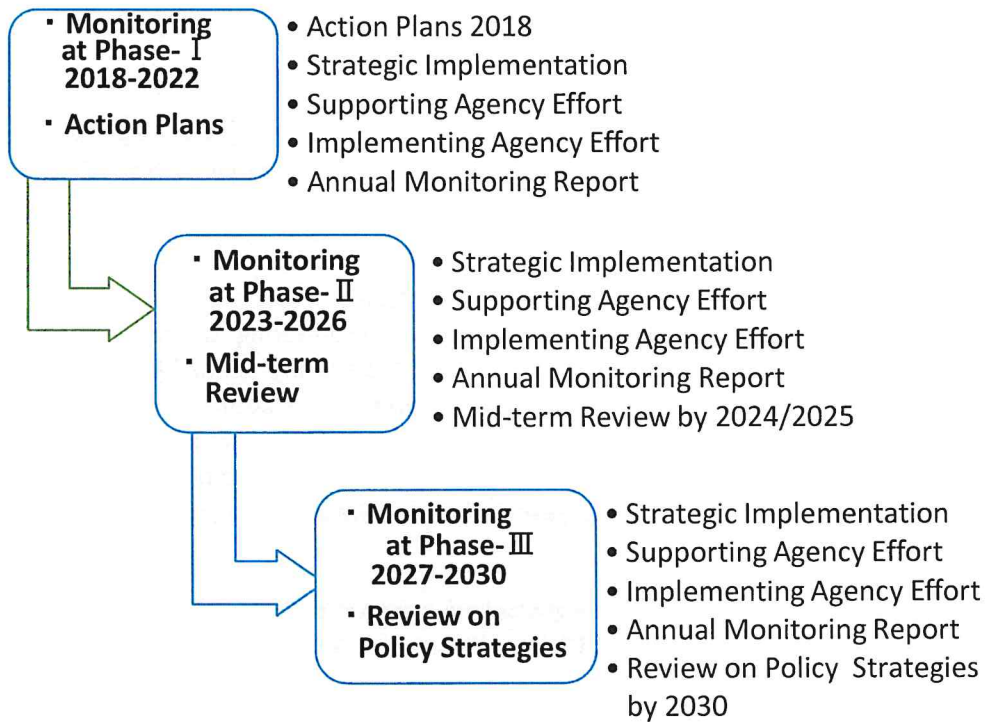 · Monitoring
at Phase- Ⅰ
2018-2022
· Action Plans
• Action Plans 2018
• Strategic Implementation
• Supporting Agency Effort
• Implementing Agency Effort
• Annual Monitoring Report
· Monitoring
at Phase- Ⅱ
2023-2026
· Mid-term
Review
• Strategic Implementation
• Supporting Agency Effort
• Implementing Agency Effort
• Annual Monitoring Report
• Mid-term Review by 2024/2025
· Monitoring
at Phase-Ⅲ
2027-2030
· Review on
Policy Strategies
• Strategic Implementation
• Supporting Agency Effort
• Implementing Agency Effort
• Annual Monitoring Report
• Review on Policy Strategies
by 2030